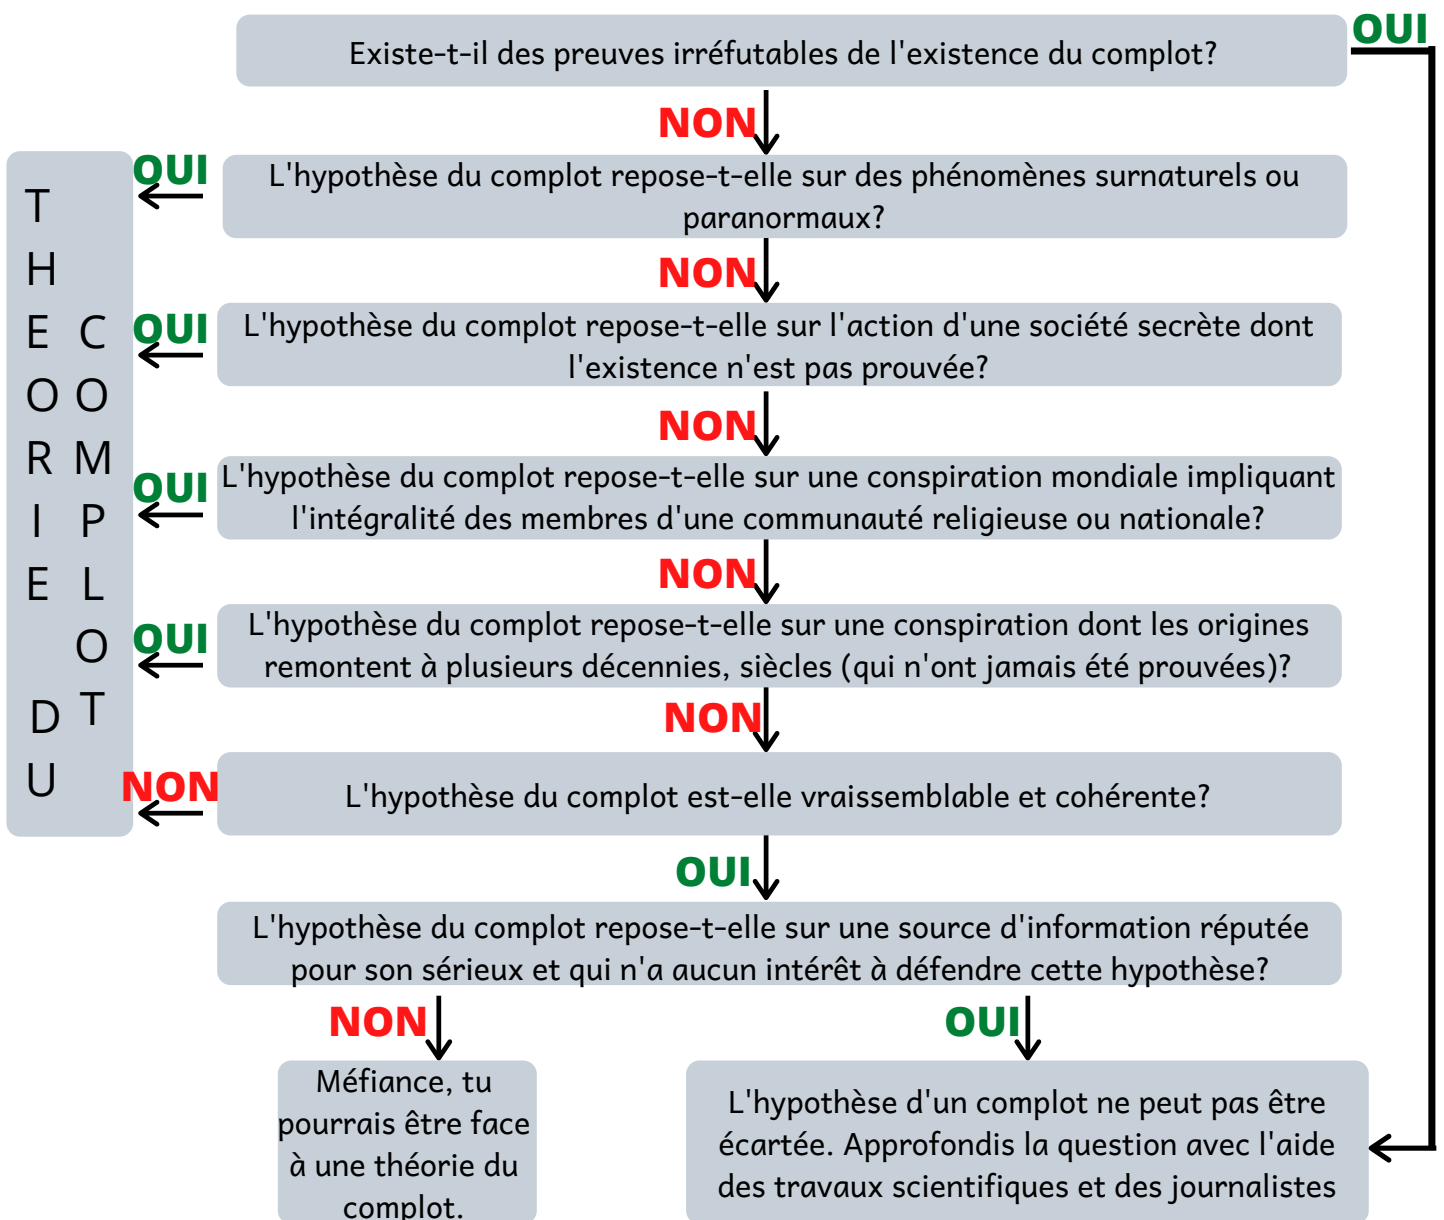 Existe-t-il des preuves irréfutables de l'existence du complot?
OUI
NON
OUI
L'hypothèse du complot repose-t-elle sur des phénomènes surnaturels ou
paranormaux?
NON
OUI
L'hypothèse du complot repose-t-elle sur l'action d'une société secrète dont
l'existence n'est pas prouvée?
NON
OUI
L'hypothèse du complot repose-t-elle sur une conspiration mondiale impliquant
l'intégralité des membres d'une communauté religieuse ou nationale?
NON
OUI
L'hypothèse du complot repose-t-elle sur une conspiration dont les origines
remontent à plusieurs décennies, siècles (qui n'ont jamais été prouvées)?
NON
NON
L'hypothèse du complot est-elle vraissemblable et cohérente?
THEORIE DU
COMPLOT
OUI
L'hypothèse du complot repose-t-elle sur une source d'information réputée
pour son sérieux et qui n'a aucun intérêt à défendre cette hypothèse?
NON
OUI
Méfiance, tu
pourrais être face
à une théorie du
complot.
L'hypothèse d'un complot ne peut pas être
écartée. Approfondis la question avec l'aide
des travaux scientifiques et des journalistes